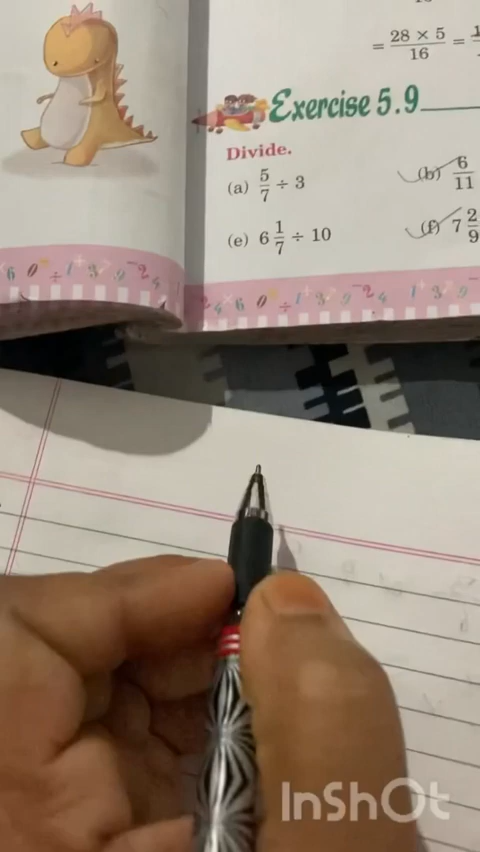 = 28 × 5 / 16 =
Exercise 5.9
Divide.
(a) 5/7 ÷ 3
(b) 6/11
(e) 6 1/7 ÷ 10
(f) 7 2/9
InShOt